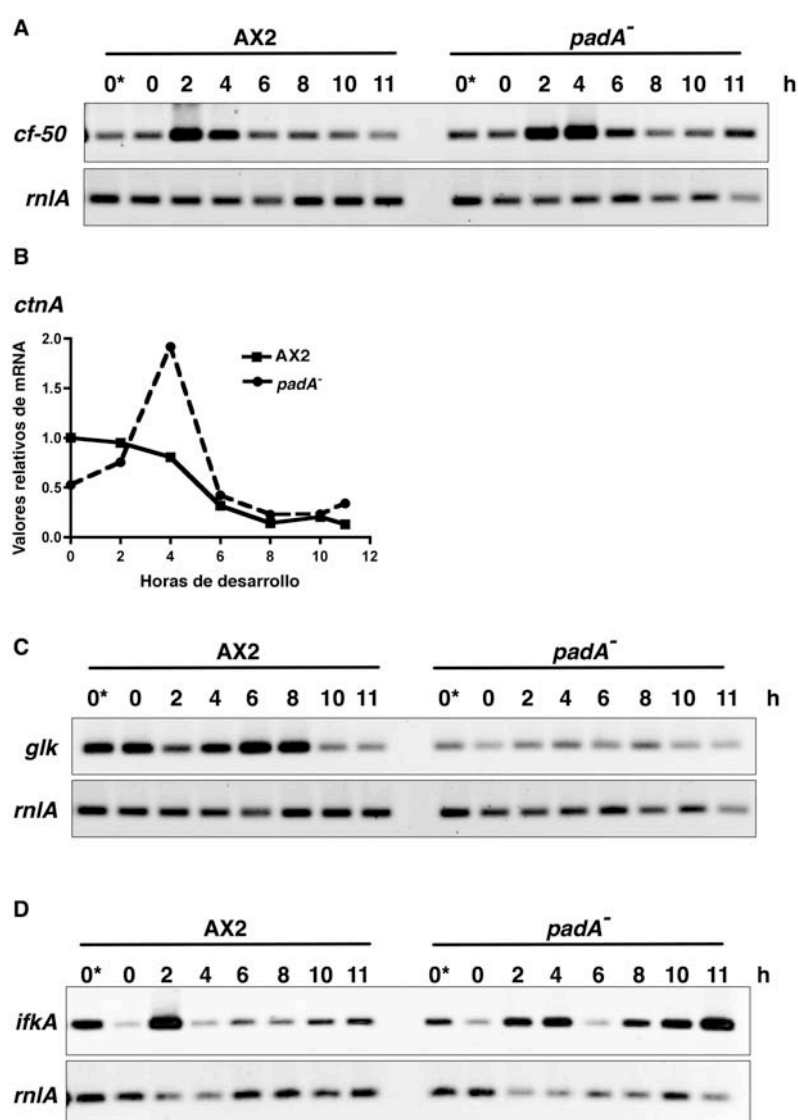 A
AX2 padA-
0* 0 2 4 6 8 10 11 0* 0 2 4 6 8 10 11 h
cf-50
rnlA
B
ctnA
Valores relativos de mRNA
2.0
1.5
1.0
0.5
0.0
AX2
padA-
0 2 4 6 8 10 12
Horas de desarrollo
C
AX2 padA-
0* 0 2 4 6 8 10 11 0* 0 2 4 6 8 10 11 h
glk
rnlA
D
AX2 padA-
0* 0 2 4 6 8 10 11 0* 0 2 4 6 8 10 11 h
ifkA
rnlA